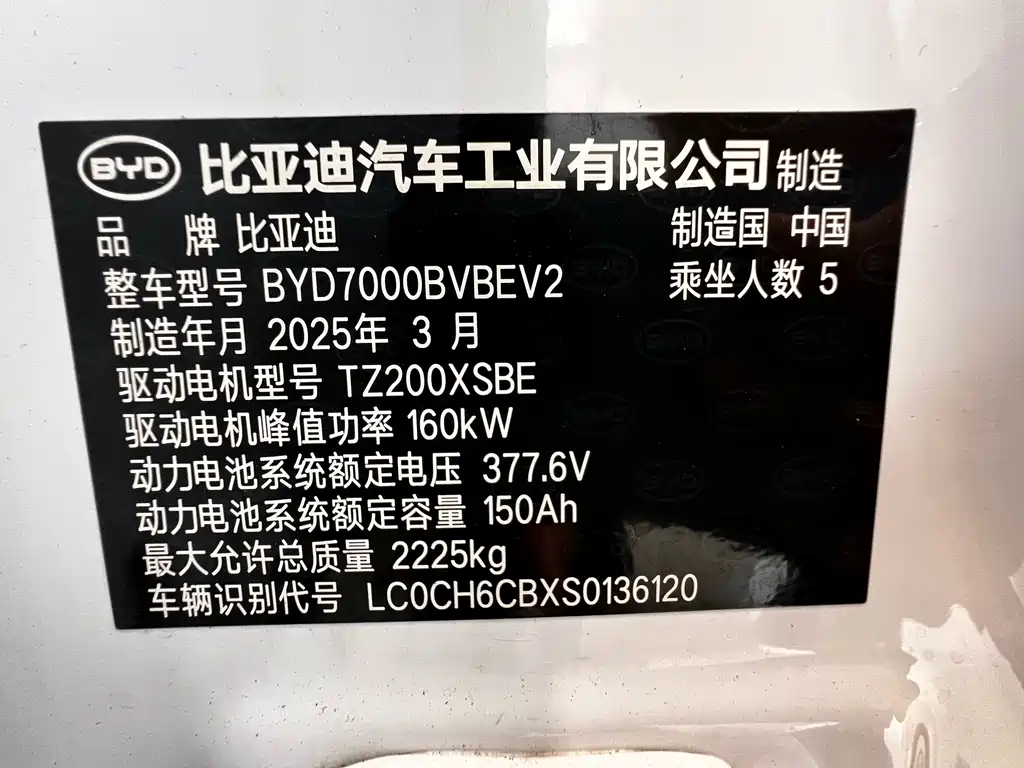 BYD 比亚迪汽车工业有限公司 制造
品 牌 比亚迪 制造国 中国
整车型号 BYD7000BVBEV2 乘坐人数 5
制造年月 2025年 3 月
驱动电机型号 TZ200XSBE
驱动电机峰值功率 160kW
动力电池系统额定电压 377.6V
动力电池系统额定容量 150Ah
最大允许总质量 2225kg
车辆识别代号 LC0CH6CBXS0136120